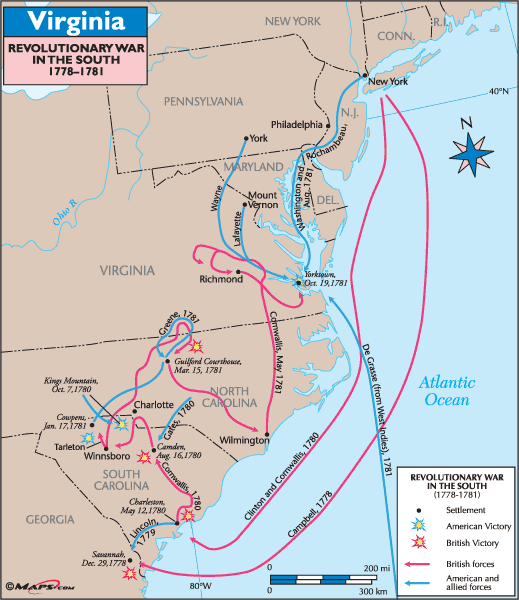 Virginia
REVOLUTIONARY WAR
IN THE SOUTH
1778–1781
NEW YORK
CONN.
R.I.
New York
40°N
PENNSYLVANIA
Philadelphia
N.J.
York
Rochambeau,
Washington and
Aug. 1781
MARYLAND
N
Wayne
Mount
Vernon
DEL.
Ohio R.
Lafayette
VIRGINIA
Richmond
Yorktown,
Oct. 19,1781
Greene, 1781
Cornwallis, May 1781
Guilford Courthouse,
Mar. 15, 1781
De Grasse (from West Indies), 1781
Kings Mountain,
Oct. 7,1780
NORTH
CAROLINA
Atlantic
Ocean
Charlotte
Cowpens,
Jan. 17,1781
Gates, 1780
Tarleton
Winnsboro
Camden,
Aug. 16,1780
Wilmington
Clinton and Cornwallis, 1780
Campbell, 1778
SOUTH
CAROLINA
Cornwallis, 1780
Charleston,
May 12,1780
GEORGIA
Lincoln,
1779
Savannah,
Dec. 29,1778
REVOLUTIONARY WAR
IN THE SOUTH
(1778-1781)
Settlement
American Victory
British Victory
British forces
American and
allied forces
0 200 mi
0 300 km
80°W
©MAPS.com